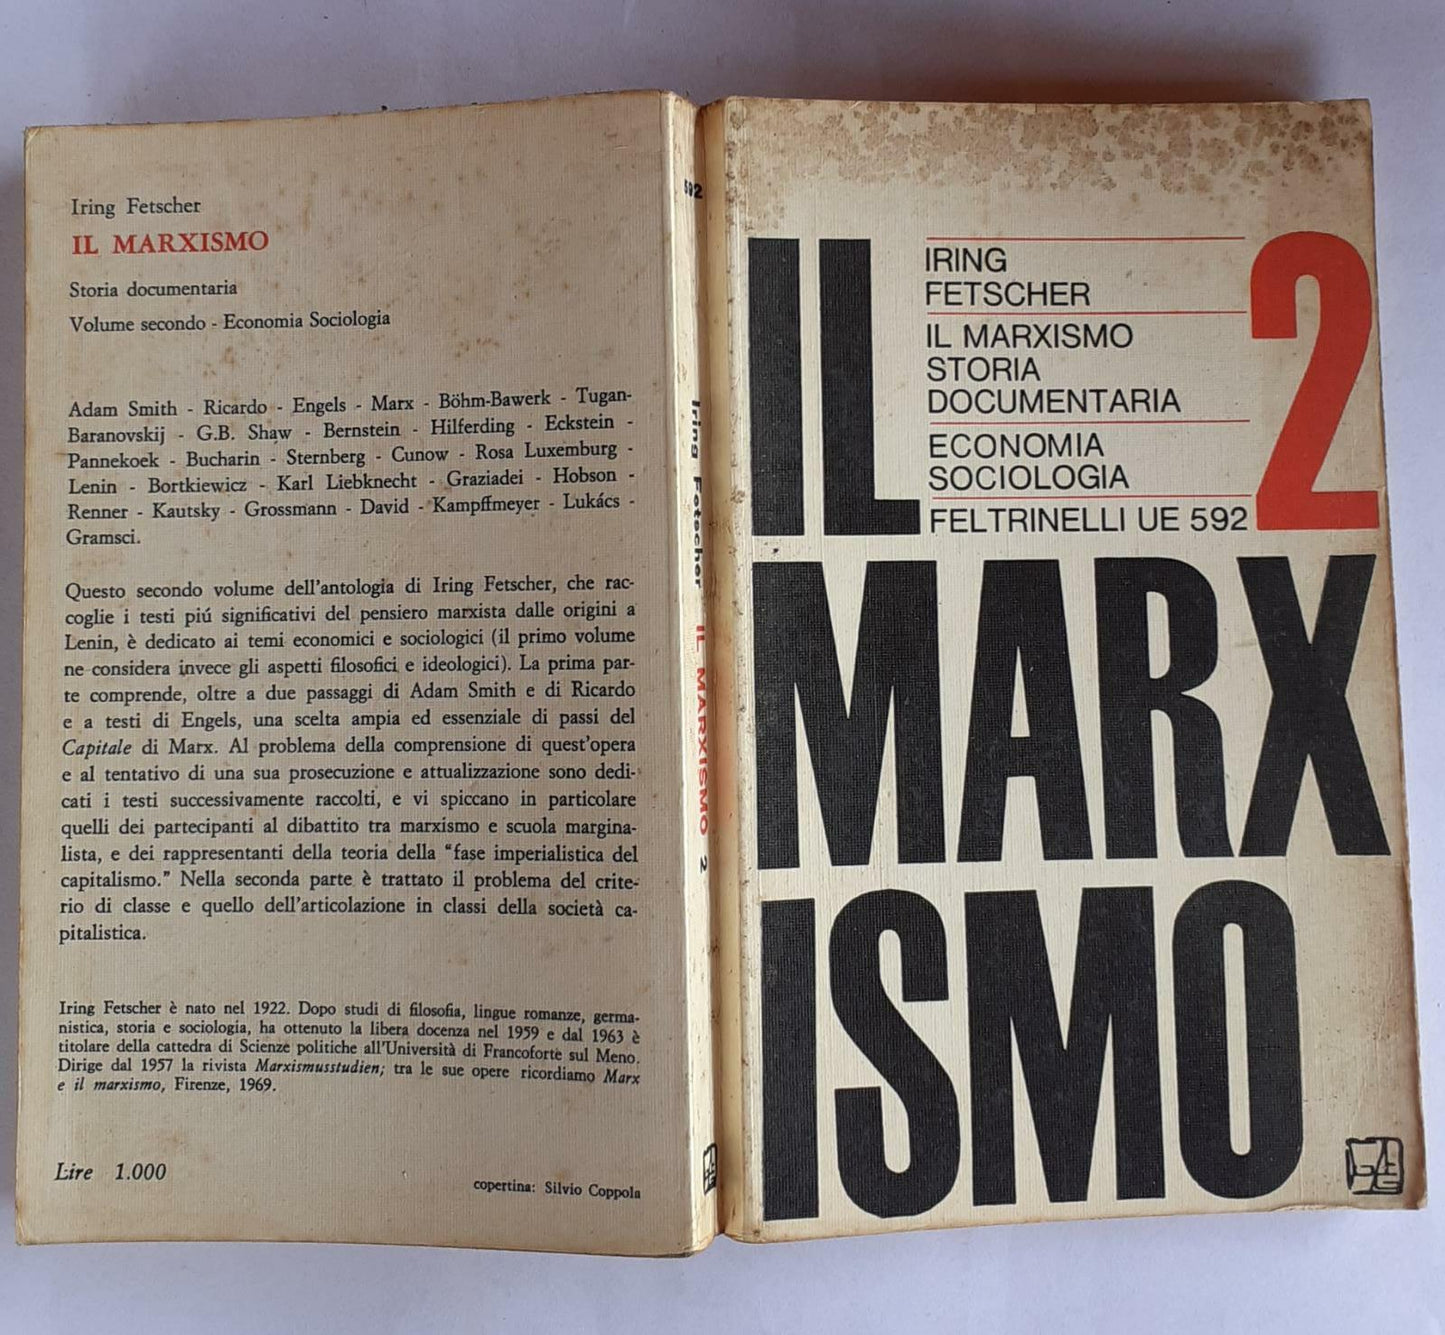 Iring Fetscher
IL MARXISMO
Storia documentaria
Volume secondo - Economia Sociologia
Adam Smith - Ricardo - Engels - Marx - Böhm-Bawerk - Tugan-
Baranovskij - G.B. Shaw - Bernstein - Hilferding - Eckstein -
Pannekoek - Bucharin - Sternberg - Cunow - Rosa Luxemburg -
Lenin - Bortkiewicz - Karl Liebknecht - Graziadei - Hobson -
Renner - Kautsky - Grossmann - David - Kampffmeyer - Lukács -
Gramsci.
Questo secondo volume dell'antologia di Iring Fetscher, che rac-
coglie i testi piú significativi del pensiero marxista dalle origini a
Lenin, è dedicato ai temi economici e sociologici (il primo volume
ne considera invece gli aspetti filosofici e ideologici). La prima par-
te comprende, oltre a due passaggi di Adam Smith e di Ricardo
e a testi di Engels, una scelta ampia ed essenziale di passi del
Capitale di Marx. Al problema della comprensione di quest'opera
e al tentativo di una sua prosecuzione e attualizzazione sono dedi-
cati i testi successivamente raccolti, e vi spiccano in particolare
quelli dei partecipanti al dibattito tra marxismo e scuola margina-
lista, e dei rappresentanti della teoria della "fase imperialistica del
capitalismo." Nella seconda parte è trattato il problema del crite-
rio di classe e quello dell'articolazione in classi della società ca-
pitalistica.
Iring Fetscher è nato nel 1922. Dopo studi di filosofia, lingue romanze, germa-
nistica, storia e sociologia, ha ottenuto la libera docenza nel 1959 e dal 1963 è
titolare della cattedra di Scienze politiche all'Università di Francoforte sul Meno.
Dirige dal 1957 la rivista Marxismusstudien; tra le sue opere ricordiamo Marx
e il marxismo, Firenze, 1969.
Lire 1.000
copertina: Silvio Coppola
592
Iring Fetscher IL MARXISMO 2
IL
IRING
FETSCHER
IL MARXISMO
STORIA
DOCUMENTARIA
ECONOMIA
SOCIOLOGIA
FELTRINELLI UE 592
2
MARX
ISMO